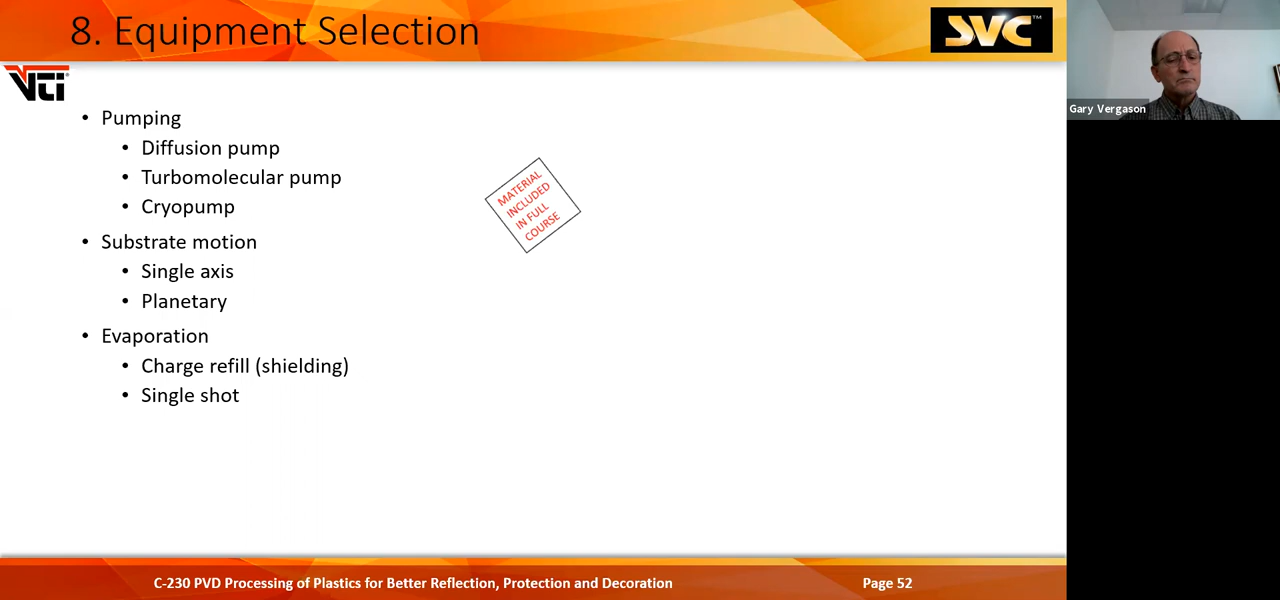 8. Equipment Selection
SVC™
VTi®
Gary Vergason
• Pumping
• Diffusion pump
• Turbomolecular pump
• Cryopump
MATERIAL
INCLUDED
IN FULL
COURSE
• Substrate motion
• Single axis
• Planetary
• Evaporation
• Charge refill (shielding)
• Single shot
C-230 PVD Processing of Plastics for Better Reflection, Protection and Decoration
Page 52